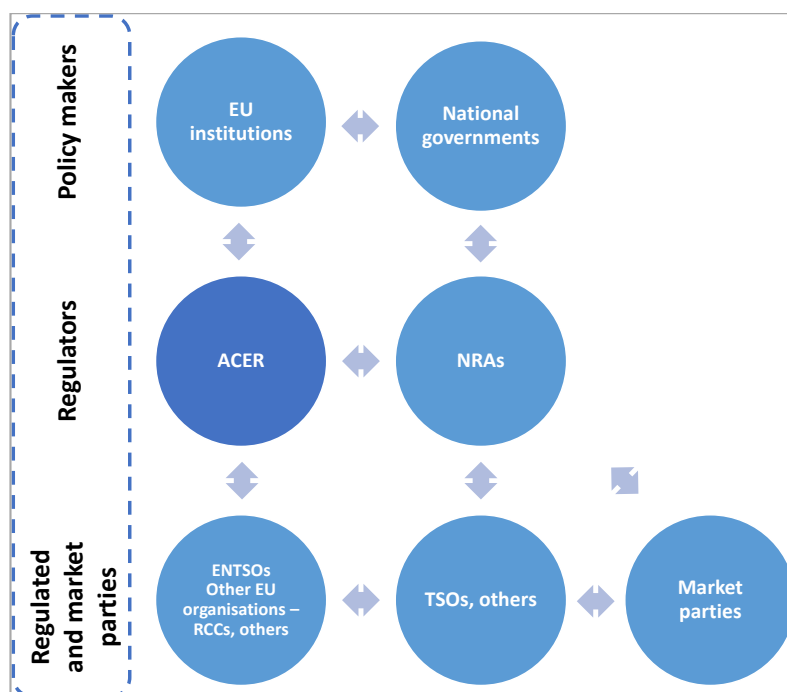 Policy makers
EU
institutions
National
governments
Regulators
ACER
NRAs
Regulated
and market
parties
ENTSOs
Other EU
organisations –
RCCs, others
TSOs, others
Market
parties